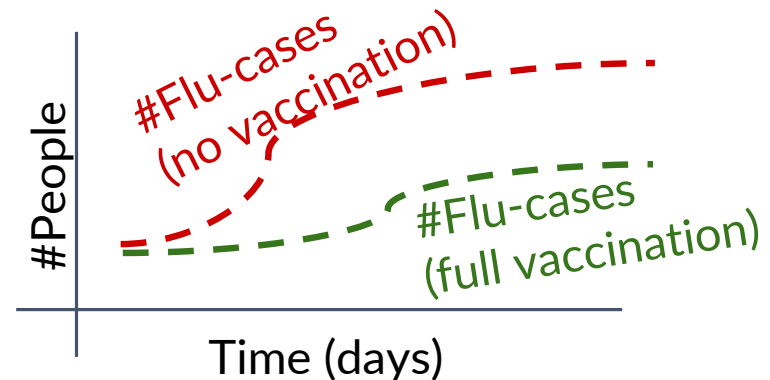 #Flu-cases
(no vaccination)
#People
#Flu-cases
(full vaccination)
Time (days)